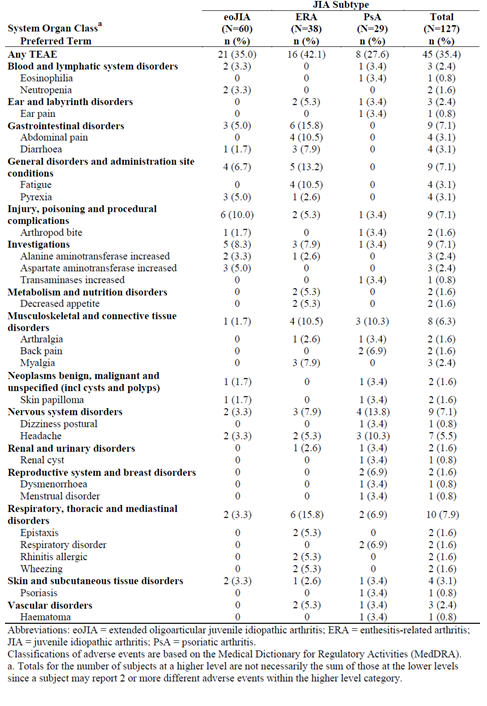 JIA Subtype
eoJIA ERA PsA Total
System Organ Classᵃ (N=60) (N=38) (N=29) (N=127)
Preferred Term n (%) n (%) n (%) n (%)
Any TEAE 21 (35.0) 16 (42.1) 8 (27.6) 45 (35.4)
Blood and lymphatic system disorders 2 (3.3) 0 1 (3.4) 3 (2.4)
Eosinophilia 0 0 1 (3.4) 1 (0.8)
Neutropenia 2 (3.3) 0 0 2 (1.6)
Ear and labyrinth disorders 0 2 (5.3) 1 (3.4) 3 (2.4)
Ear pain 0 0 1 (3.4) 1 (0.8)
Gastrointestinal disorders 3 (5.0) 6 (15.8) 0 9 (7.1)
Abdominal pain 0 4 (10.5) 0 4 (3.1)
Diarrhoea 1 (1.7) 3 (7.9) 0 4 (3.1)
General disorders and administration site
conditions 4 (6.7) 5 (13.2) 0 9 (7.1)
Fatigue 0 4 (10.5) 0 4 (3.1)
Pyrexia 3 (5.0) 1 (2.6) 0 4 (3.1)
Injury, poisoning and procedural
complications 6 (10.0) 2 (5.3) 1 (3.4) 9 (7.1)
Arthropod bite 1 (1.7) 0 1 (3.4) 2 (1.6)
Investigations 5 (8.3) 3 (7.9) 1 (3.4) 9 (7.1)
Alanine aminotransferase increased 2 (3.3) 1 (2.6) 0 3 (2.4)
Aspartate aminotransferase increased 3 (5.0) 0 0 3 (2.4)
Transaminases increased 0 0 1 (3.4) 1 (0.8)
Metabolism and nutrition disorders 0 2 (5.3) 0 2 (1.6)
Decreased appetite 0 2 (5.3) 0 2 (1.6)
Musculoskeletal and connective tissue
disorders 1 (1.7) 4 (10.5) 3 (10.3) 8 (6.3)
Arthralgia 0 1 (2.6) 1 (3.4) 2 (1.6)
Back pain 0 0 2 (6.9) 2 (1.6)
Myalgia 0 3 (7.9) 0 3 (2.4)
Neoplasms benign, malignant and
unspecified (incl cysts and polyps) 1 (1.7) 0 1 (3.4) 2 (1.6)
Skin papilloma 1 (1.7) 0 1 (3.4) 2 (1.6)
Nervous system disorders 2 (3.3) 3 (7.9) 4 (13.8) 9 (7.1)
Dizziness postural 0 0 1 (3.4) 1 (0.8)
Headache 2 (3.3) 2 (5.3) 3 (10.3) 7 (5.5)
Renal and urinary disorders 0 1 (2.6) 1 (3.4) 2 (1.6)
Renal cyst 0 0 1 (3.4) 1 (0.8)
Reproductive system and breast disorders 0 0 2 (6.9) 2 (1.6)
Dysmenorrhoea 0 0 1 (3.4) 1 (0.8)
Menstrual disorder 0 0 1 (3.4) 1 (0.8)
Respiratory, thoracic and mediastinal
disorders 2 (3.3) 6 (15.8) 2 (6.9) 10 (7.9)
Epistaxis 0 2 (5.3) 0 2 (1.6)
Respiratory disorder 0 0 2 (6.9) 2 (1.6)
Rhinitis allergic 0 2 (5.3) 0 2 (1.6)
Wheezing 0 2 (5.3) 0 2 (1.6)
Skin and subcutaneous tissue disorders 2 (3.3) 1 (2.6) 1 (3.4) 4 (3.1)
Psoriasis 0 0 1 (3.4) 1 (0.8)
Vascular disorders 0 2 (5.3) 1 (3.4) 3 (2.4)
Haematoma 0 0 1 (3.4) 1 (0.8)
Abbreviations: eoJIA = extended oligoarticular juvenile idiopathic arthritis; ERA = enthesitis-related arthritis;
JIA = juvenile idiopathic arthritis; PsA = psoriatic arthritis.
Classifications of adverse events are based on the Medical Dictionary for Regulatory Activities (MedDRA).
a. Totals for the number of subjects at a higher level are not necessarily the sum of those at the lower levels
since a subject may report 2 or more different adverse events within the higher level category.